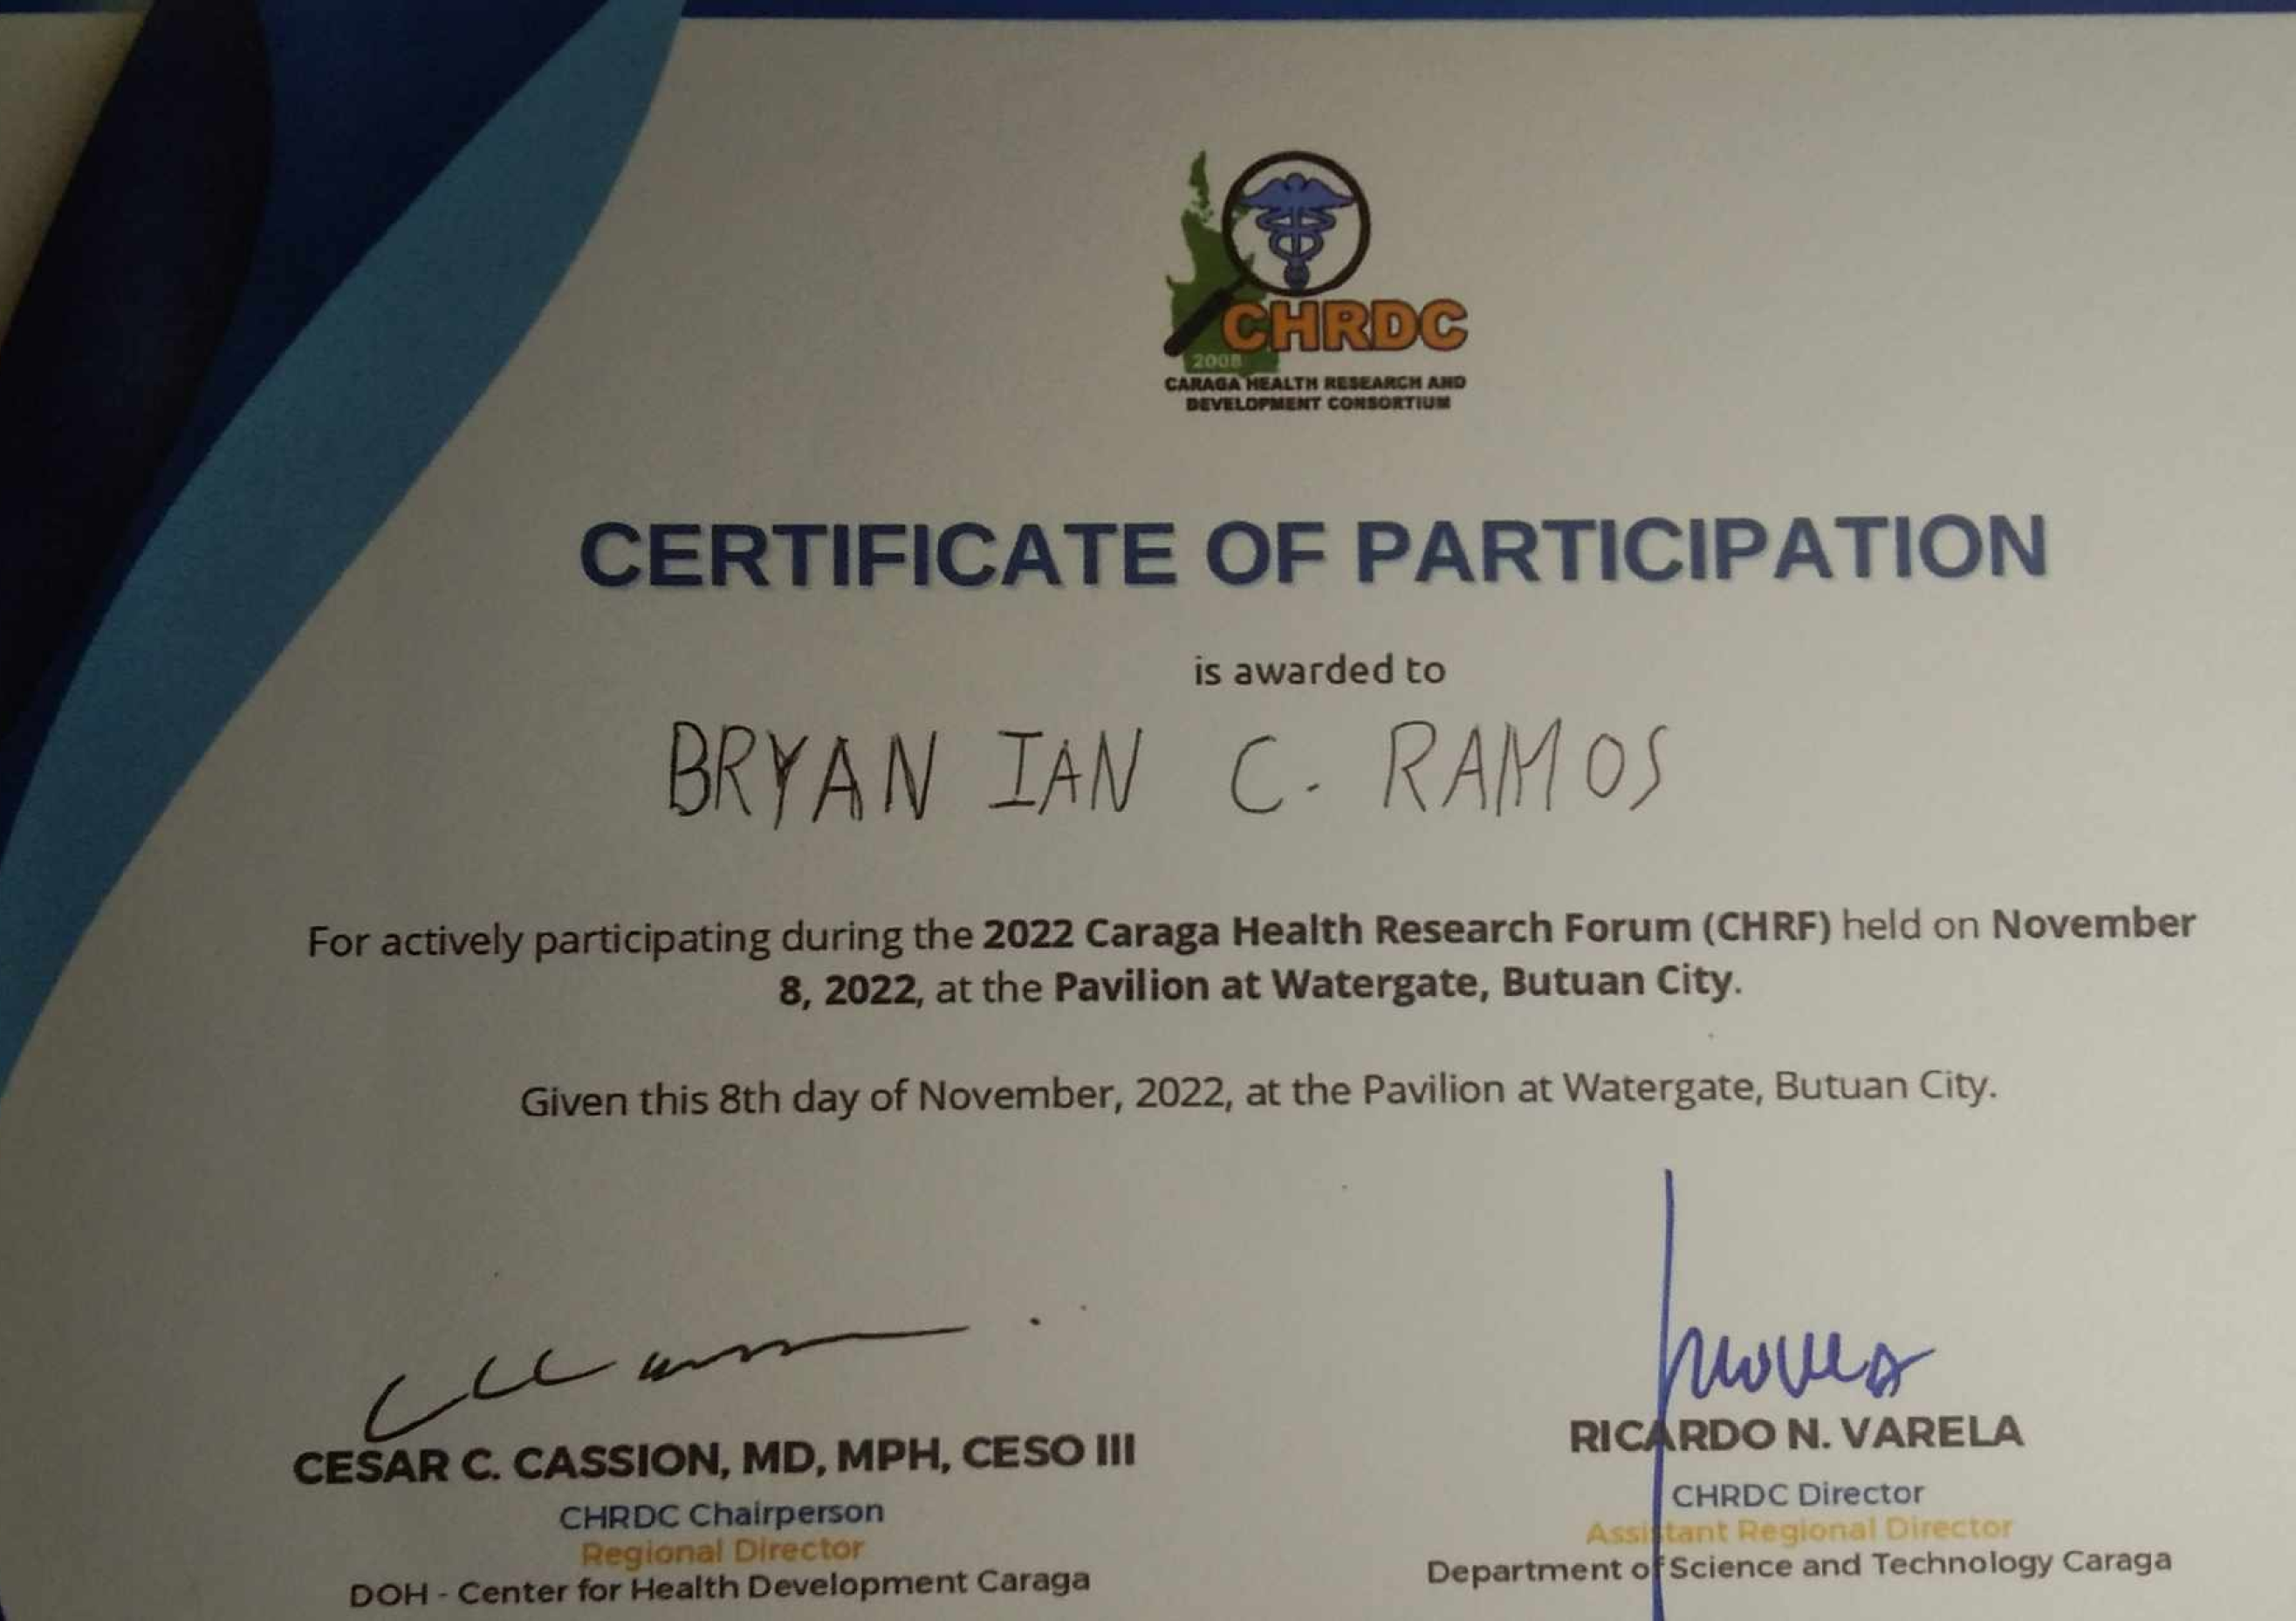 CHRDC
2008
CARAGA HEALTH RESEARCH AND
DEVELOPMENT CONSORTIUM
CERTIFICATE OF PARTICIPATION
is awarded to
BRYAN IAN C. RAMOS
For actively participating during the 2022 Caraga Health Research Forum (CHRF) held on November
8, 2022, at the Pavilion at Watergate, Butuan City.
Given this 8th day of November, 2022, at the Pavilion at Watergate, Butuan City.
CESAR C. CASSION, MD, MPH, CESO III
CHRDC Chairperson
Regional Director
DOH - Center for Health Development Caraga
RICARDO N. VARELA
CHRDC Director
Assistant Regional Director
Department of Science and Technology Caraga